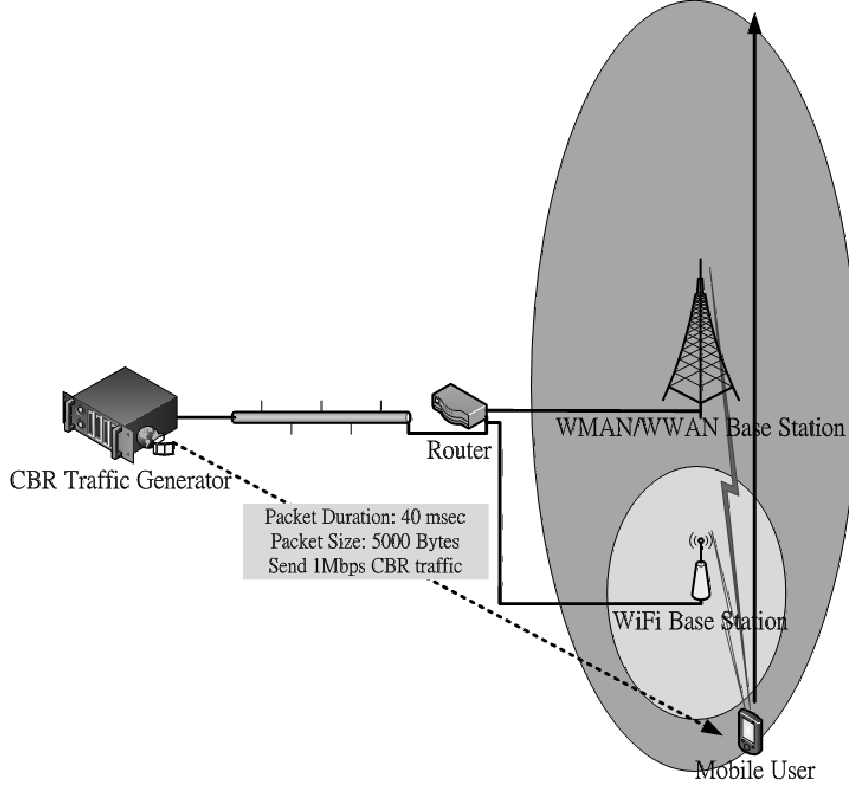 WMAN/WWAN Base Station
Router
CBR Traffic Generator
Packet Duration: 40 msec
Packet Size: 5000 Bytes
Send 1Mbps CBR traffic
WiFi Base Station
Mobile User